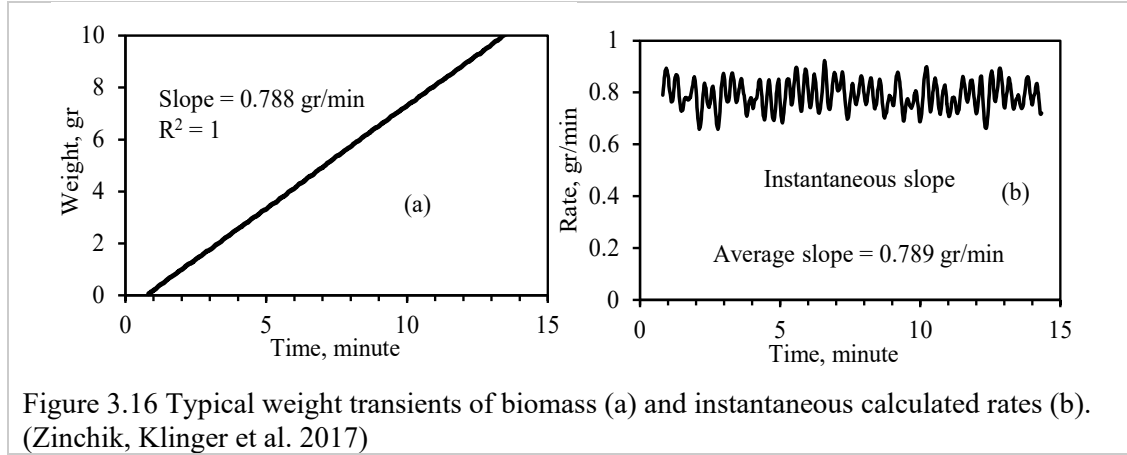 10
8
6
4
2
0
Weight, gr
Slope = 0.788 gr/min
R² = 1
(a)
0
5
10
15
Time, minute
1
0.8
0.6
0.4
0.2
0
Rate, gr/min
Instantaneous slope
(b)
Average slope = 0.789 gr/min
0
5
10
15
Time, minute
Figure 3.16 Typical weight transients of biomass (a) and instantaneous calculated rates (b).
(Zinchik, Klinger et al. 2017)